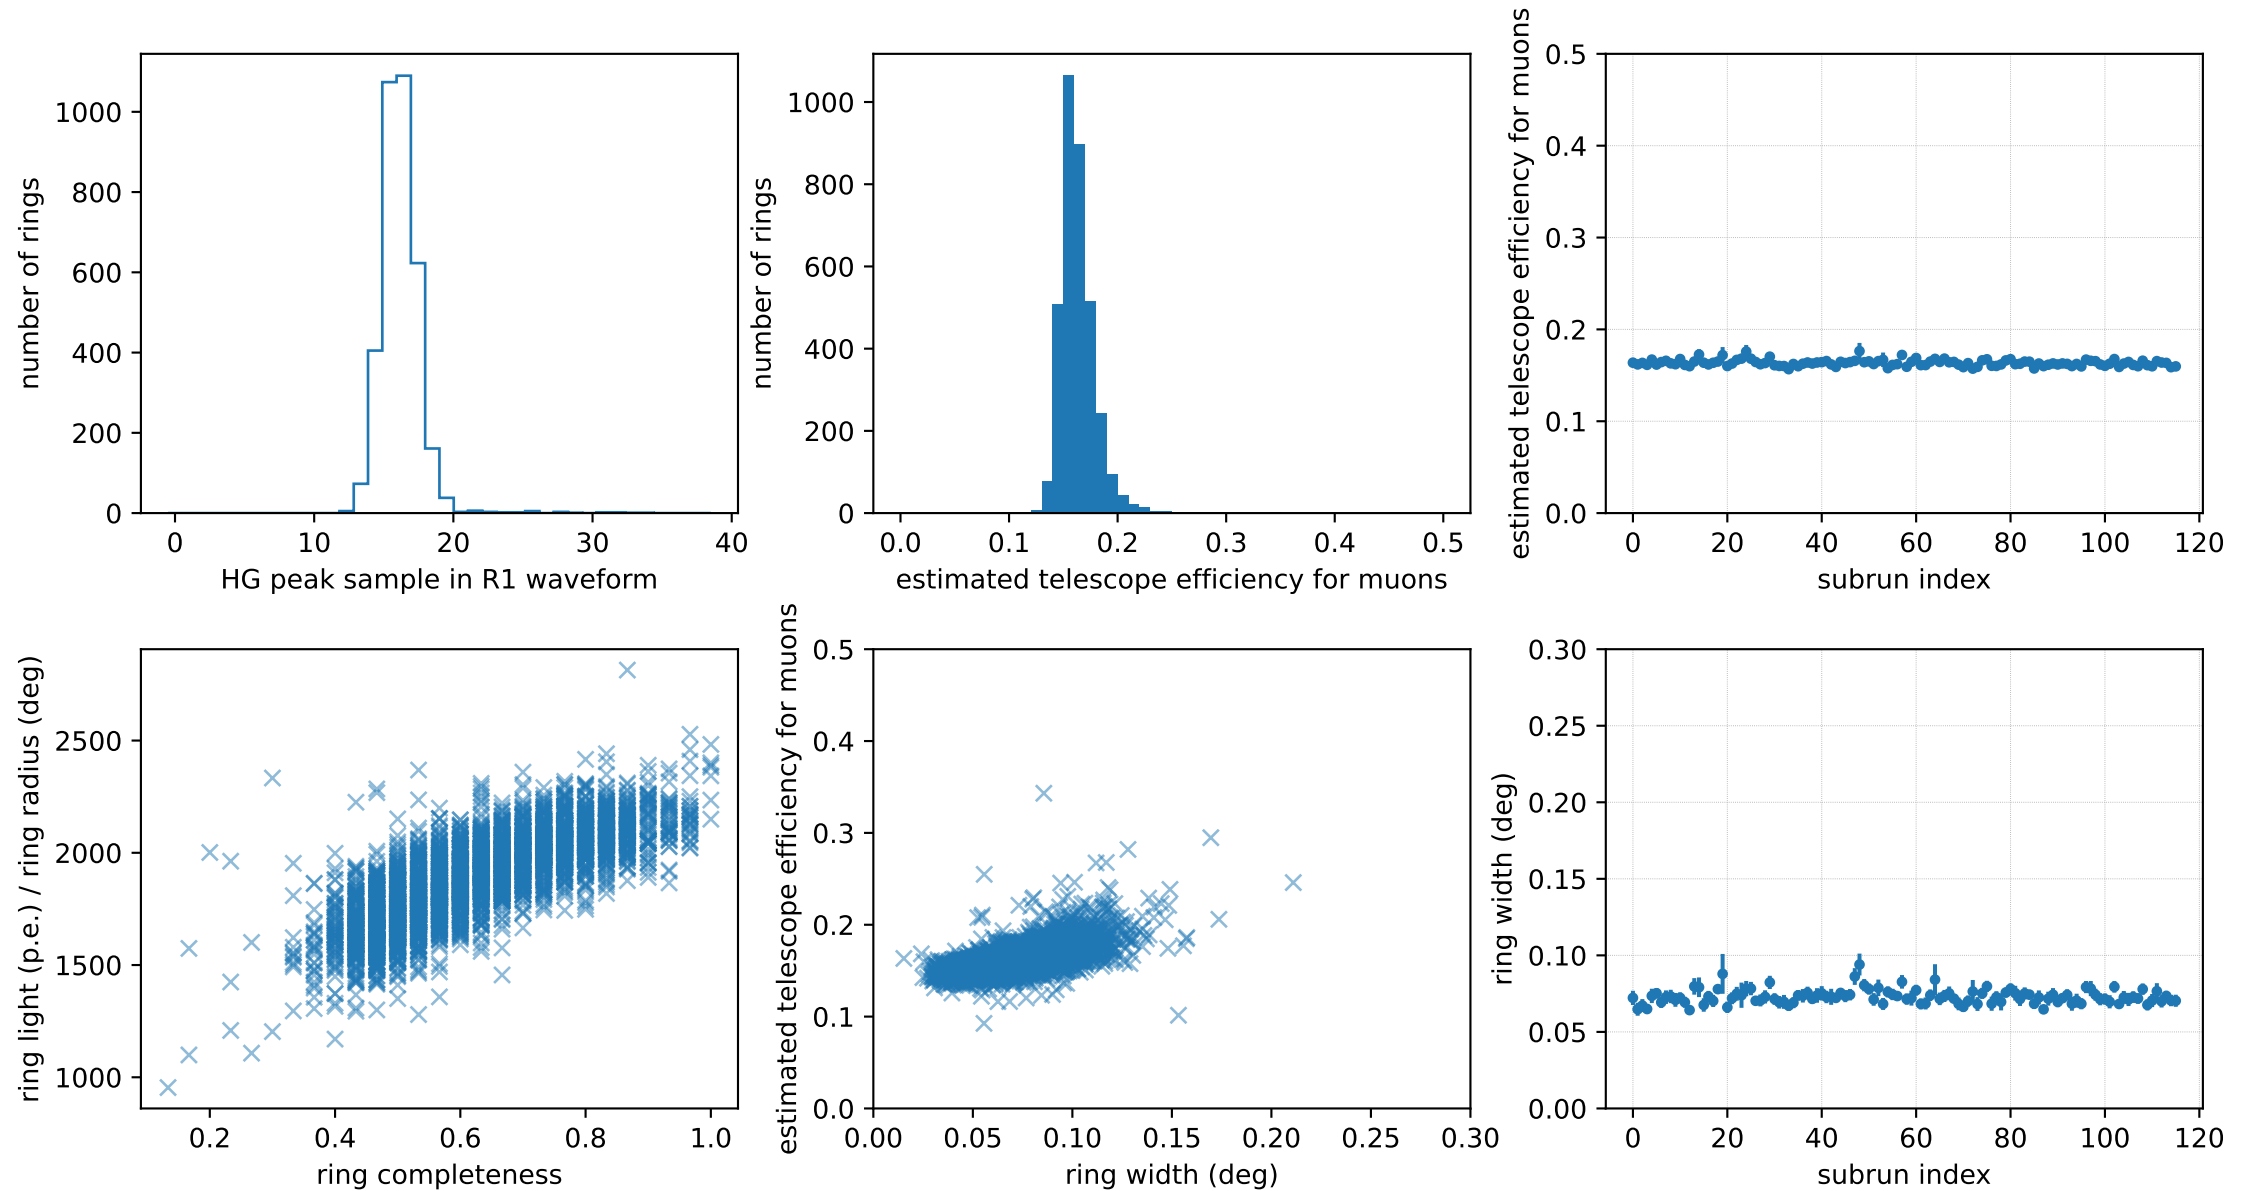 number of rings
1000
800
600
400
200
0
0 10 20 30 40
HG peak sample in R1 waveform
number of rings
1000
800
600
400
200
0
0.0 0.1 0.2 0.3 0.4 0.5
estimated telescope efficiency for muons
estimated telescope efficiency for muons
0.5
0.4
0.3
0.2
0.1
0.0
0 20 40 60 80 100 120
subrun index
ring light (p.e.) / ring radius (deg)
2500
2000
1500
1000
0.2 0.4 0.6 0.8 1.0
ring completeness
estimated telescope efficiency for muons
0.5
0.4
0.3
0.2
0.1
0.0
0.00 0.05 0.10 0.15 0.20 0.25 0.30
ring width (deg)
ring width (deg)
0.30
0.25
0.20
0.15
0.10
0.05
0.00
0 20 40 60 80 100 120
subrun index